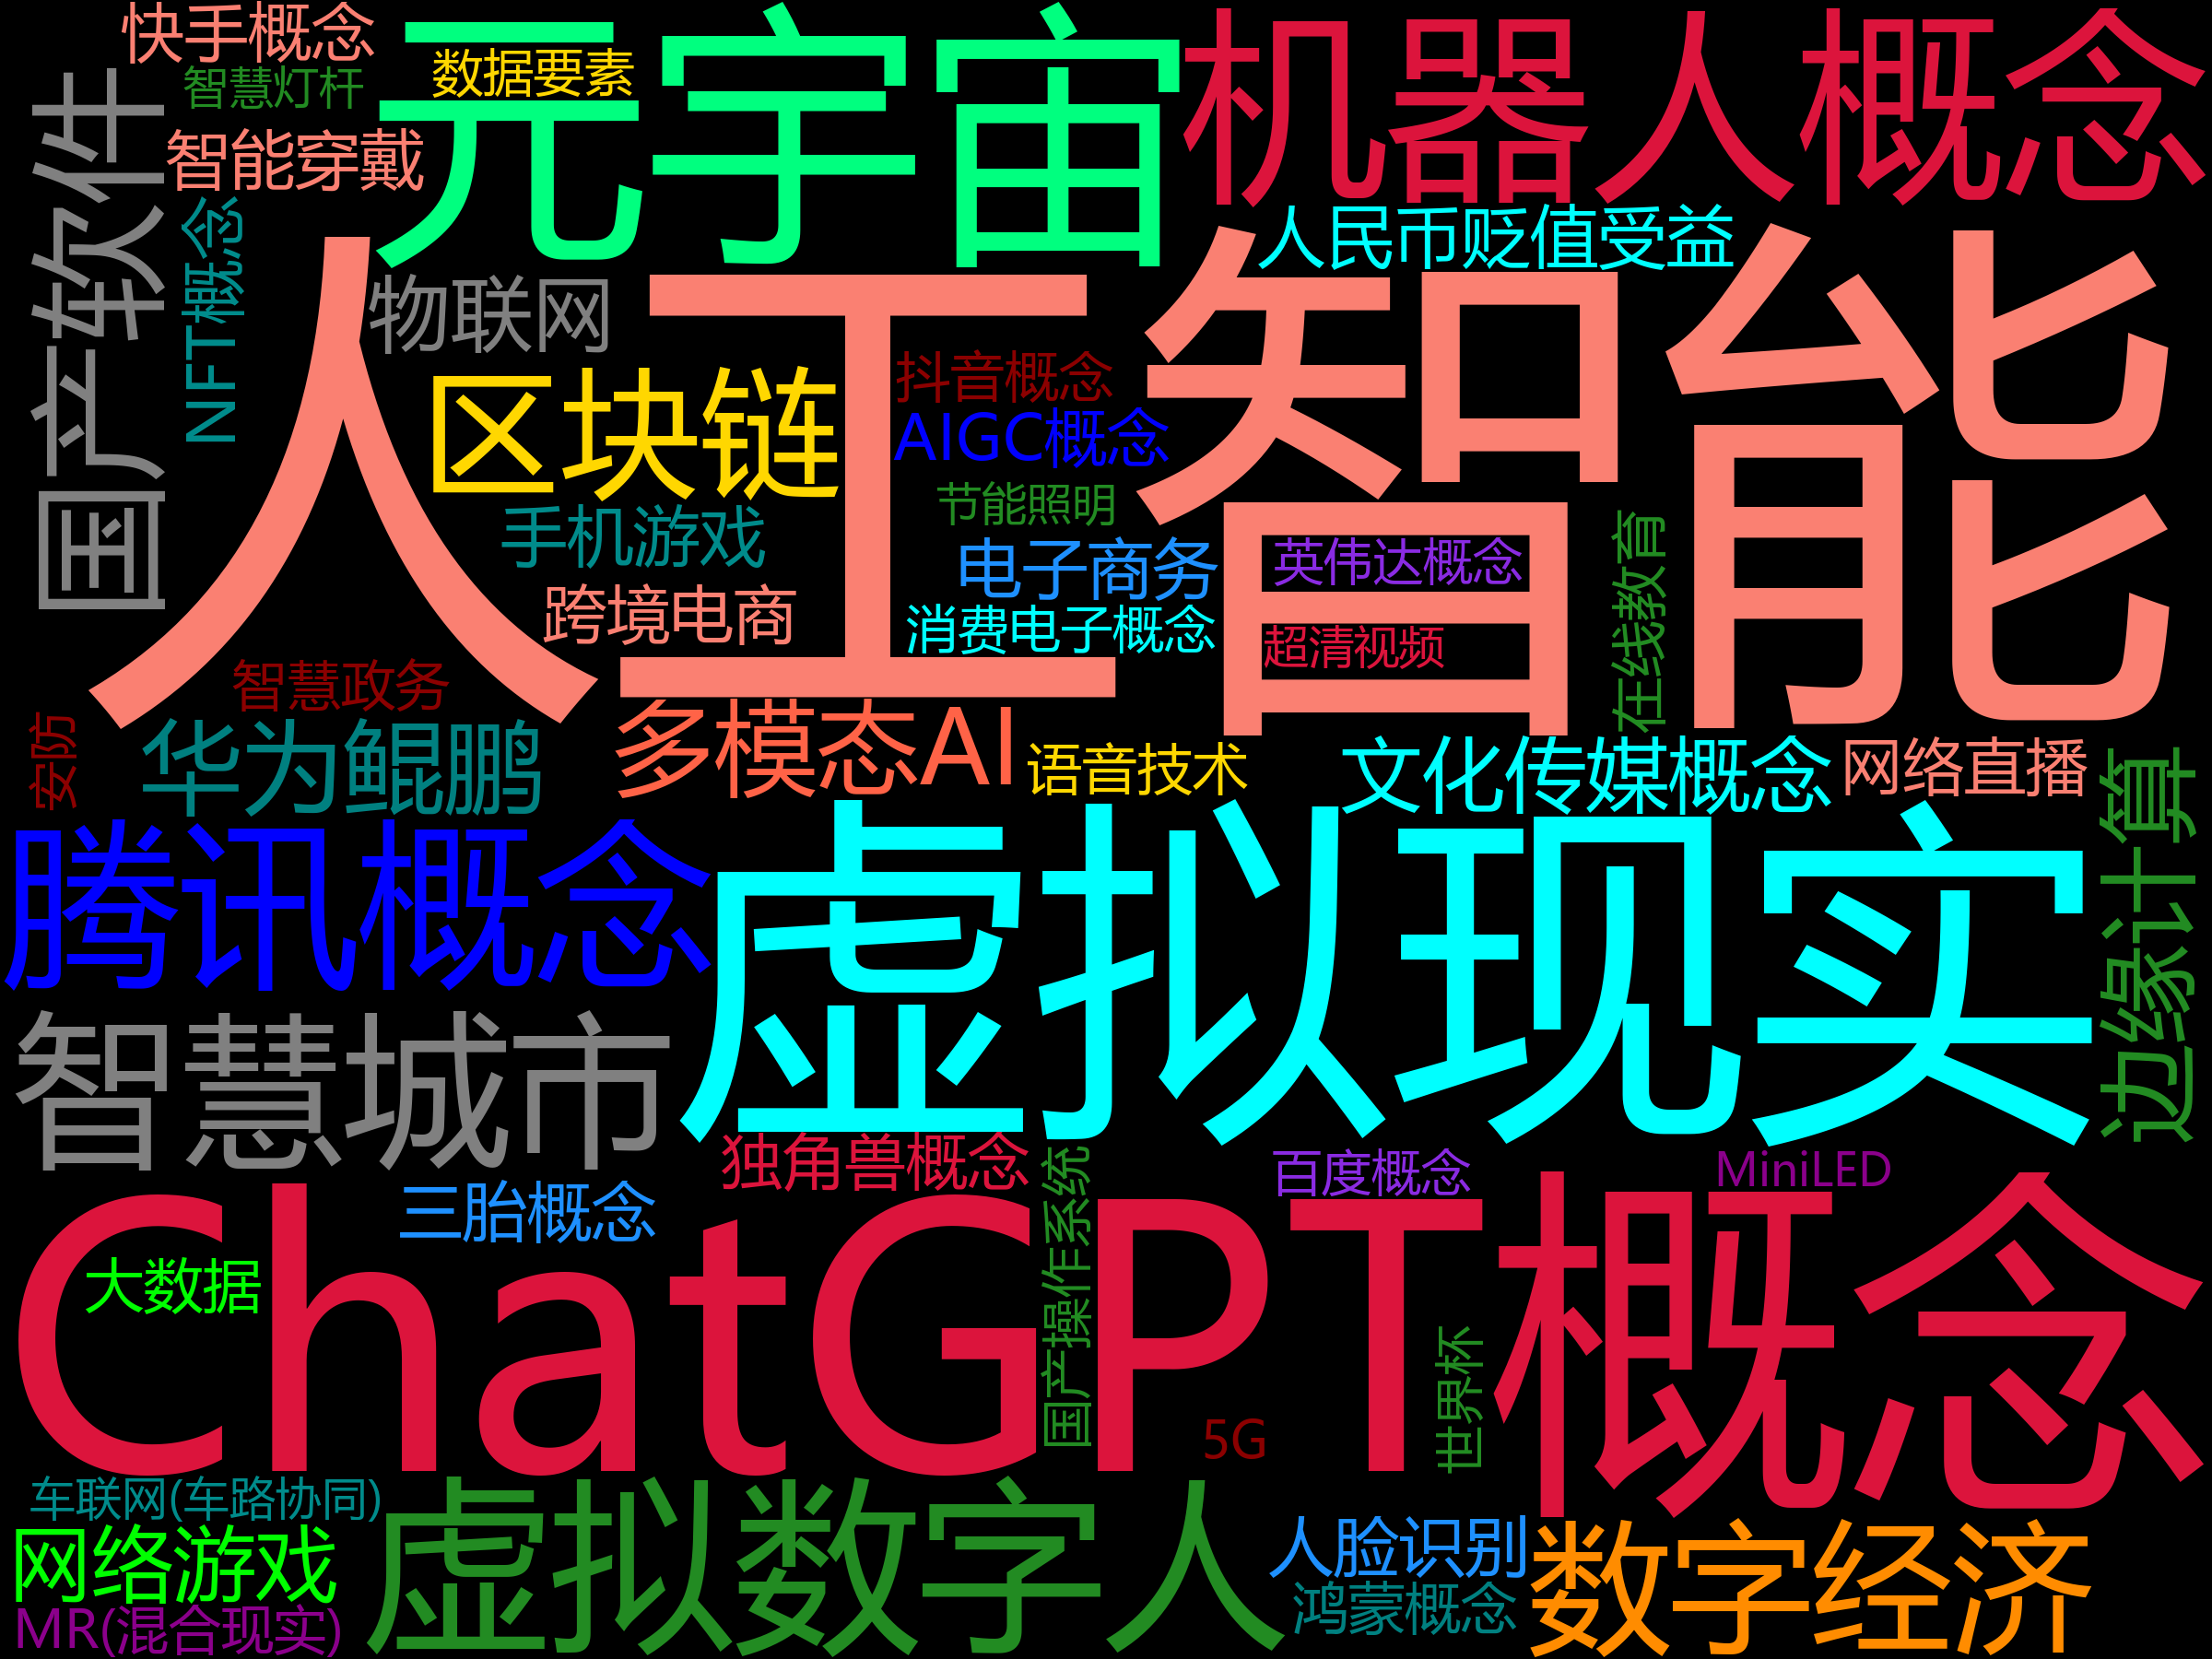 快手概念
元宇宙
机器人概念
数据要素
智慧灯杆
智能穿戴
国产软件
NFT概念
人民币贬值受益
人工智能
物联网
区块链
抖音概念
AIGC概念
节能照明
手机游戏
电子商务
英伟达概念
在线教育
跨境电商
消费电子概念
超清视频
智慧政务
安防
华为鲲鹏
多模态AI
语音技术
文化传媒概念
网络直播
边缘计算
腾讯概念
虚拟现实
智慧城市
独角兽概念
百度概念
MiniLED
三胎概念
国产操作系统
大数据
ChatGPT概念
世界杯
5G
车联网(车路协同)
虚拟数字人
网络游戏
人脸识别
数字经济
鸿蒙概念
MR(混合现实)